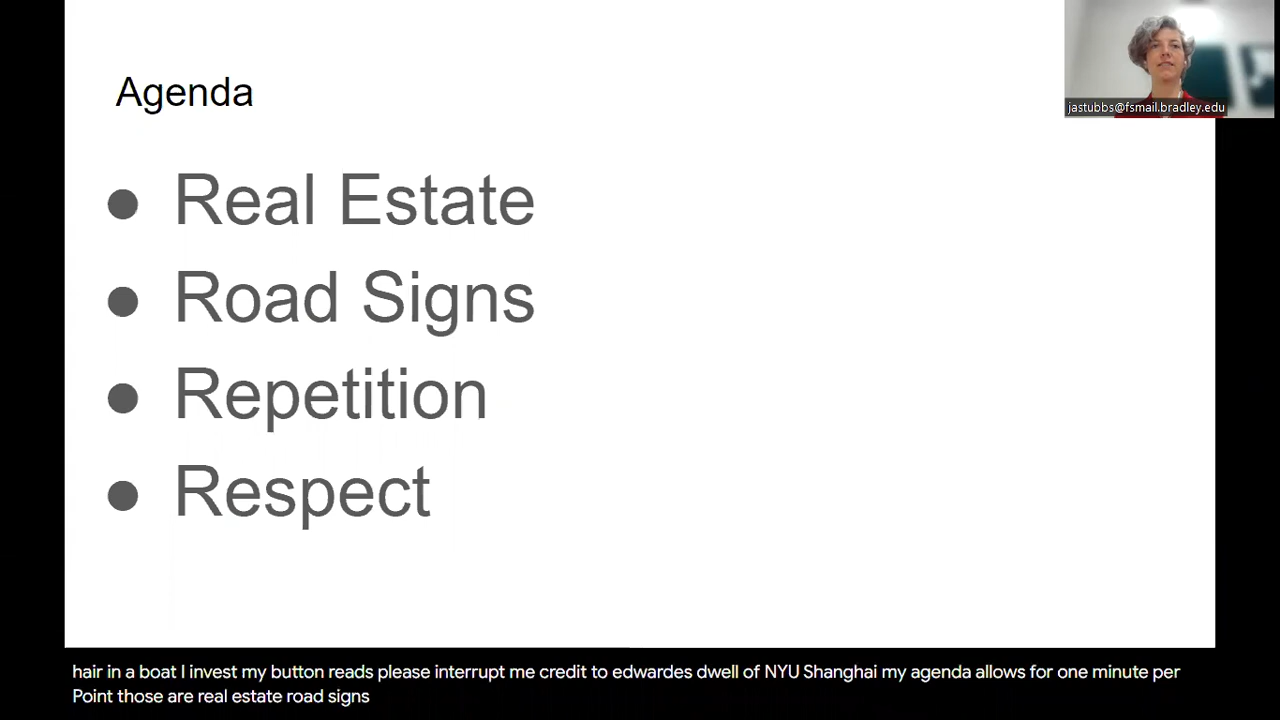 Agenda
jastubbs@fsmail.bradley.edu
● Real Estate
● Road Signs
● Repetition
● Respect
hair in a boat I invest my button reads please interrupt me credit to edwardes dwell of NYU Shanghai my agenda allows for one minute per
Point those are real estate road signs